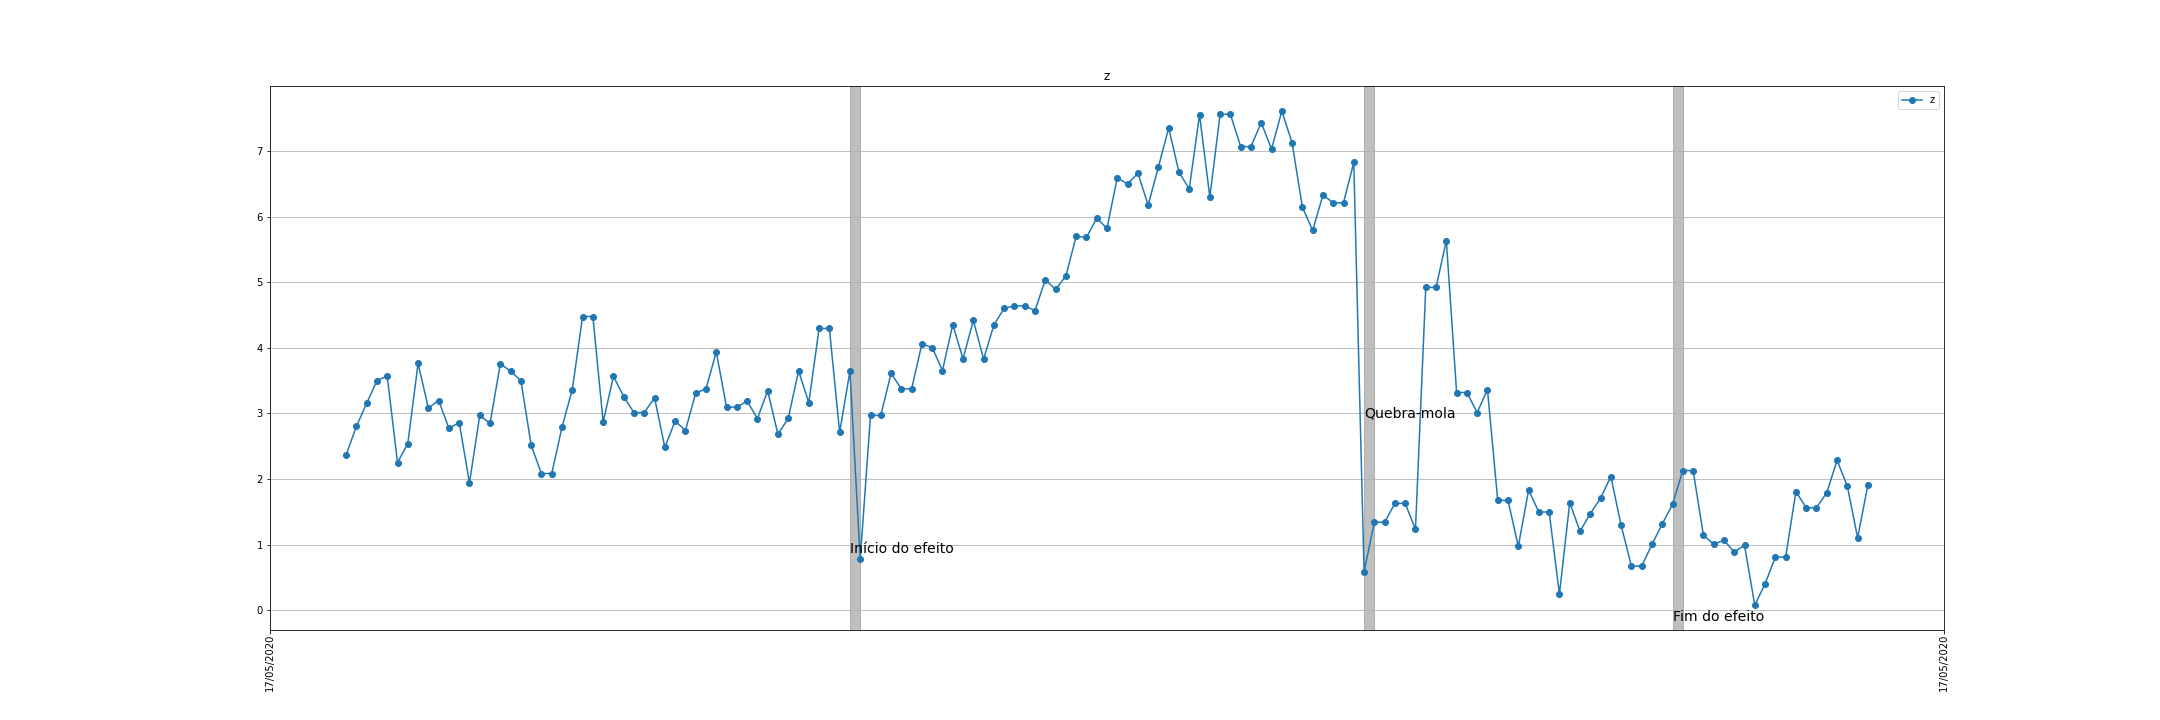 z
z
7
6
5
4
3
2
1
0
Quebra-mola
Início do efeito
Fim do efeito
17/05/2020
17/05/2020